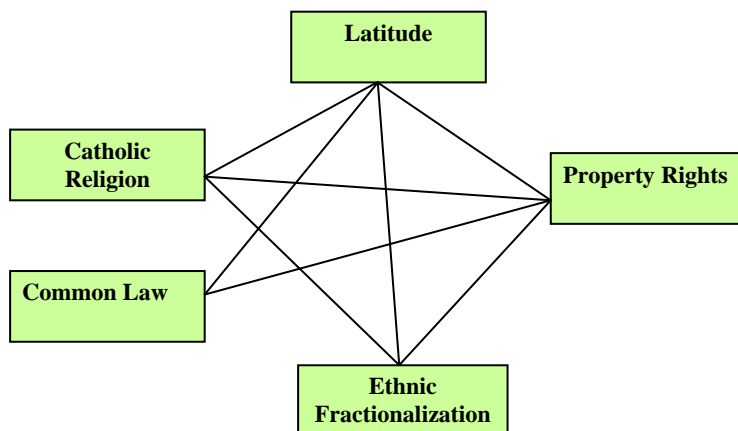 Latitude
Catholic
Religion
Property Rights
Common Law
Ethnic
Fractionalization